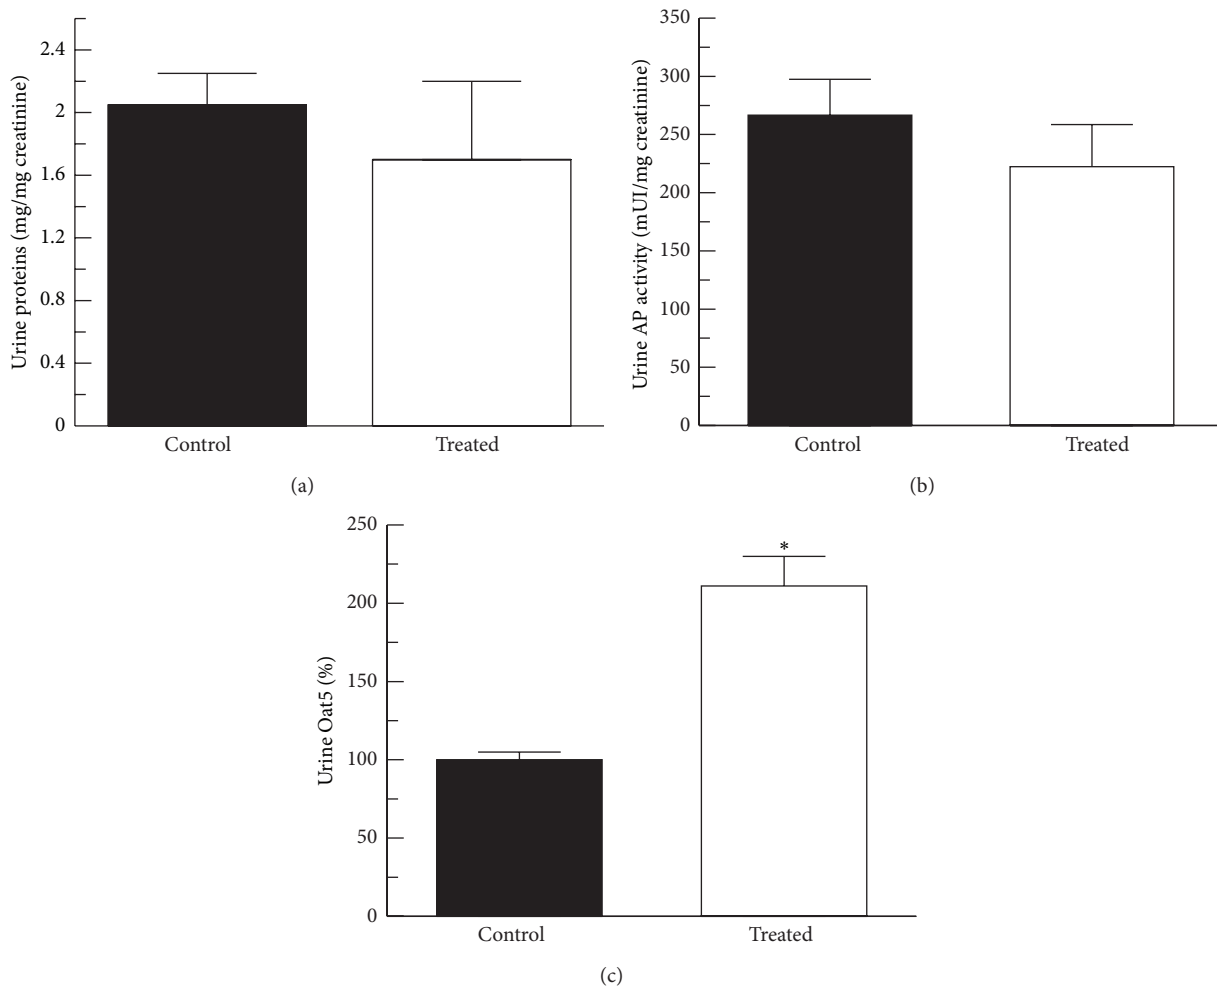 Urine proteins (mg/mg creatinine)
2.4
2
1.6
1.2
0.8
0.4
0
Control
Treated
(a)
Urine AP activity (mUI/mg creatinine)
350
300
250
200
150
100
50
0
Control
Treated
(b)
Urine Oat5 (%)
250
200
150
100
50
0
*
Control
Treated
(c)